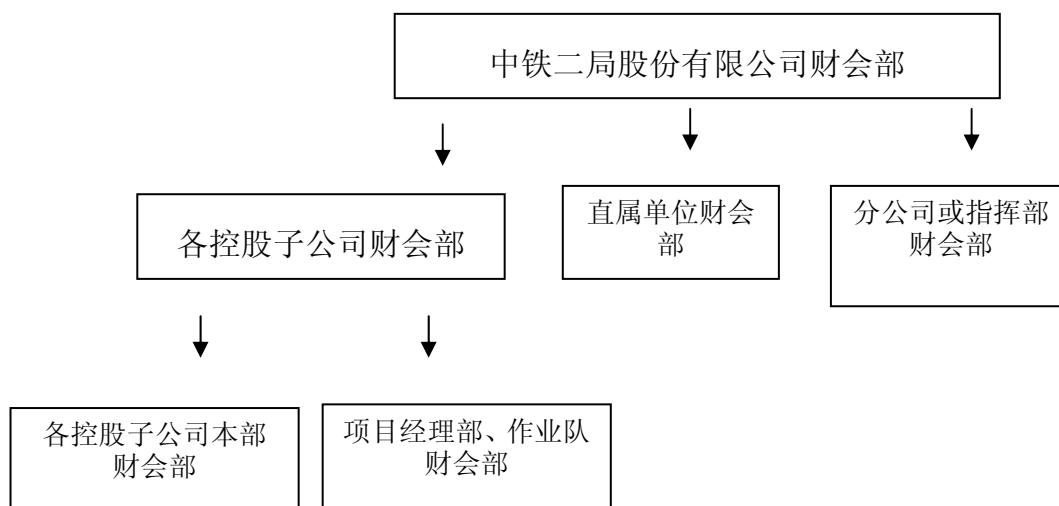 中铁二局股份有限公司财会部
各控股子公司财会部
直属单位财会
部
分公司或指挥部
财会部
各控股子公司本部
财会部
项目经理部、作业队
财会部